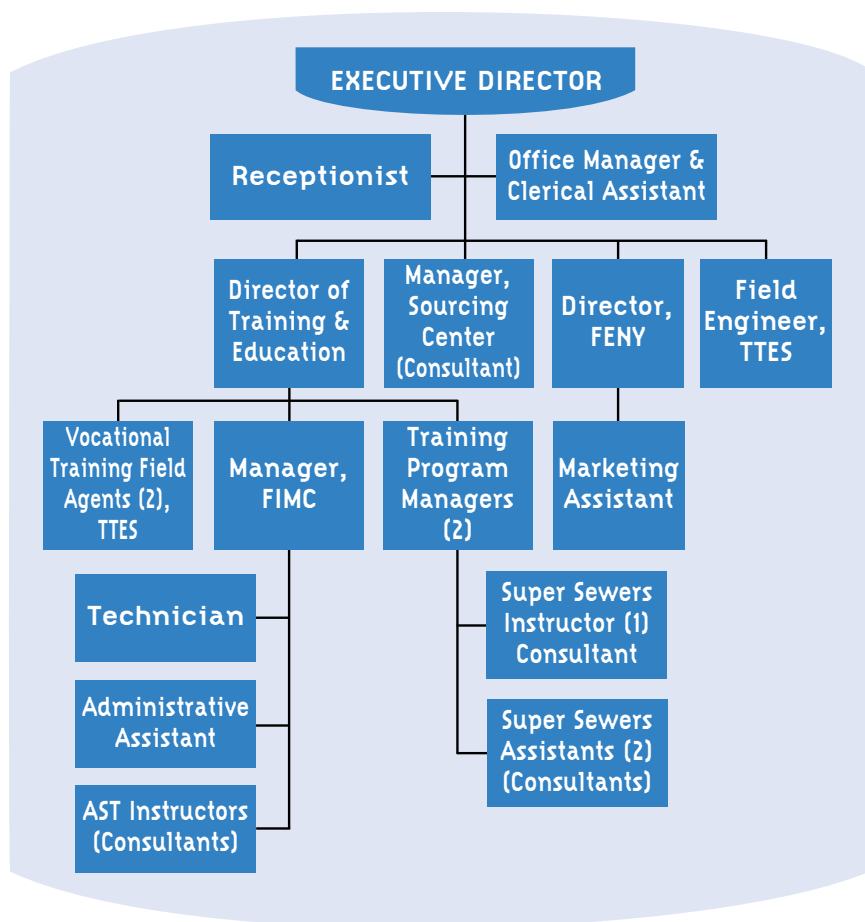 EXECUTIVE DIRECTOR
Receptionist
Office Manager &
Clerical Assistant
Director of
Training &
Education
Manager,
Sourcing
Center
(Consultant)
Director,
FENY
Field
Engineer,
TTES
Vocational
Training Field
Agents (2),
TTES
Manager,
FIMC
Training
Program
Managers
(2)
Marketing
Assistant
Technician
Administrative
Assistant
AST Instructors
(Consultants)
Super Sewers
Instructor (1)
Consultant
Super Sewers
Assistants (2)
(Consultants)